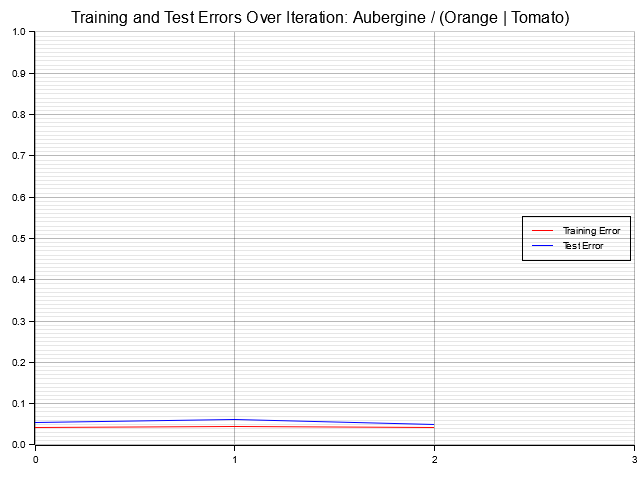 Training and Test Errors Over Iteration: Aubergine / (Orange | Tomato)
1.0
0.9
0.8
0.7
0.6
0.5
0.4
0.3
0.2
0.1
0.0
Training Error
Test Error
0 1 2 3